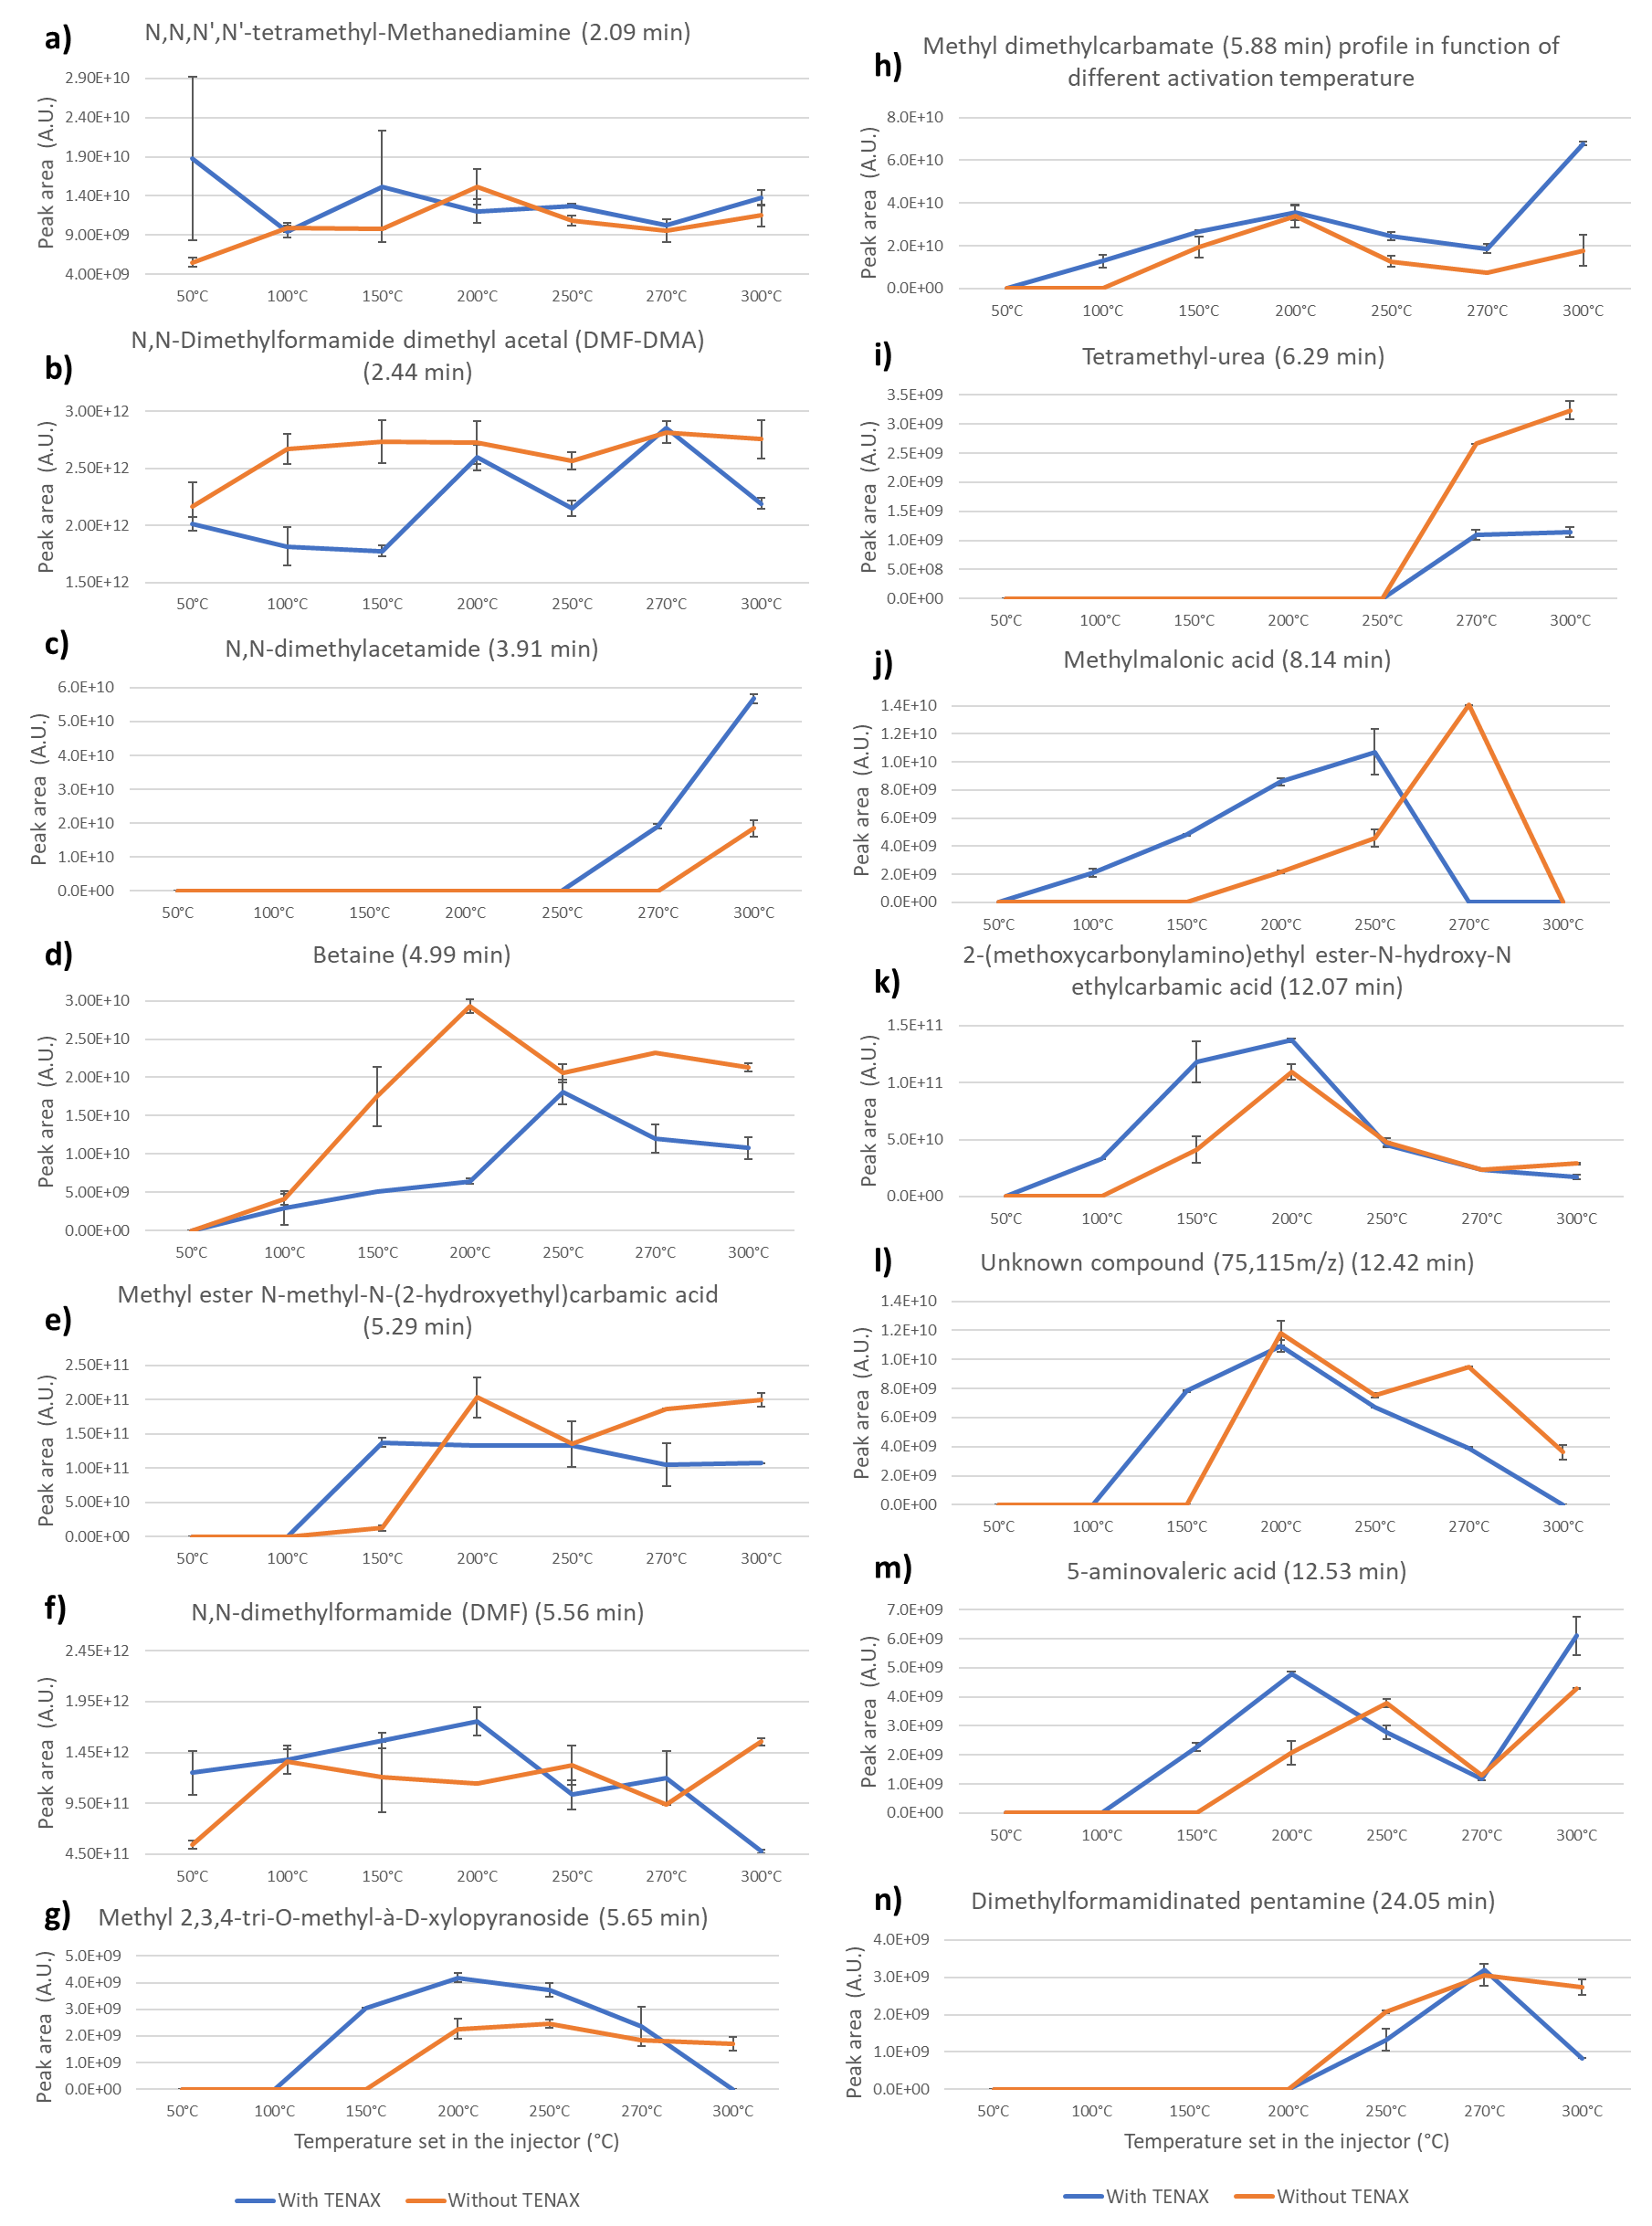 a)
N,N,N',N'-tetramethyl-Methanediamine (2.09 min)
Peak area (A.U.)
2.90E+10
2.40E+10
1.90E+10
1.40E+10
9.00E+09
4.00E+09
50°C 100°C 150°C 200°C 250°C 270°C 300°C
b)
N,N-Dimethylformamide dimethyl acetal (DMF-DMA)
(2.44 min)
Peak area (A.U.)
3.00E+12
2.50E+12
2.00E+12
1.50E+12
50°C 100°C 150°C 200°C 250°C 270°C 300°C
c)
N,N-dimethylacetamide (3.91 min)
Peak area (A.U.)
6.0E+10
5.0E+10
4.0E+10
3.0E+10
2.0E+10
1.0E+10
0.0E+00
50°C 100°C 150°C 200°C 250°C 270°C 300°C
d)
Betaine (4.99 min)
Peak area (A.U.)
3.00E+10
2.50E+10
2.00E+10
1.50E+10
1.00E+10
5.00E+09
0.00E+00
50°C 100°C 150°C 200°C 250°C 270°C 300°C
e)
Methyl ester N-methyl-N-(2-hydroxyethyl)carbamic acid
(5.29 min)
Peak area (A.U.)
2.50E+11
2.00E+11
1.50E+11
1.00E+11
5.00E+10
0.00E+00
50°C 100°C 150°C 200°C 250°C 270°C 300°C
f)
N,N-dimethylformamide (DMF) (5.56 min)
Peak area (A.U.)
2.45E+12
1.95E+12
1.45E+12
9.50E+11
4.50E+11
50°C 100°C 150°C 200°C 250°C 270°C 300°C
g)
Methyl 2,3,4-tri-O-methyl-à-D-xylopyranoside (5.65 min)
Peak area (A.U.)
5.0E+09
4.0E+09
3.0E+09
2.0E+09
1.0E+09
0.0E+00
50°C 100°C 150°C 200°C 250°C 270°C 300°C
Temperature set in the injector (°C)
With TENAX Without TENAX
h)
Methyl dimethylcarbamate (5.88 min) profile in function of
different activation temperature
Peak area (A.U.)
8.0E+10
6.0E+10
4.0E+10
2.0E+10
0.0E+00
50°C 100°C 150°C 200°C 250°C 270°C 300°C
i)
Tetramethyl-urea (6.29 min)
Peak area (A.U.)
3.5E+09
3.0E+09
2.5E+09
2.0E+09
1.5E+09
1.0E+09
5.0E+08
0.0E+00
50°C 100°C 150°C 200°C 250°C 270°C 300°C
j)
Methylmalonic acid (8.14 min)
Peak area (A.U.)
1.4E+10
1.2E+10
1.0E+10
8.0E+09
6.0E+09
4.0E+09
2.0E+09
0.0E+00
50°C 100°C 150°C 200°C 250°C 270°C 300°C
k)
2-(methoxycarbonylamino)ethyl ester-N-hydroxy-N
ethylcarbamic acid (12.07 min)
Peak area (A.U.)
1.5E+11
1.0E+11
5.0E+10
0.0E+00
50°C 100°C 150°C 200°C 250°C 270°C 300°C
l)
Unknown compound (75,115m/z) (12.42 min)
Peak area (A.U.)
1.4E+10
1.2E+10
1.0E+10
8.0E+09
6.0E+09
4.0E+09
2.0E+09
0.0E+00
50°C 100°C 150°C 200°C 250°C 270°C 300°C
m)
5-aminovaleric acid (12.53 min)
Peak area (A.U.)
7.0E+09
6.0E+09
5.0E+09
4.0E+09
3.0E+09
2.0E+09
1.0E+09
0.0E+00
50°C 100°C 150°C 200°C 250°C 270°C 300°C
n)
Dimethylformamidinated pentamine (24.05 min)
Peak area (A.U.)
4.0E+09
3.0E+09
2.0E+09
1.0E+09
0.0E+00
50°C 100°C 150°C 200°C 250°C 270°C 300°C
Temperature set in the injector (°C)
With TENAX Without TENAX